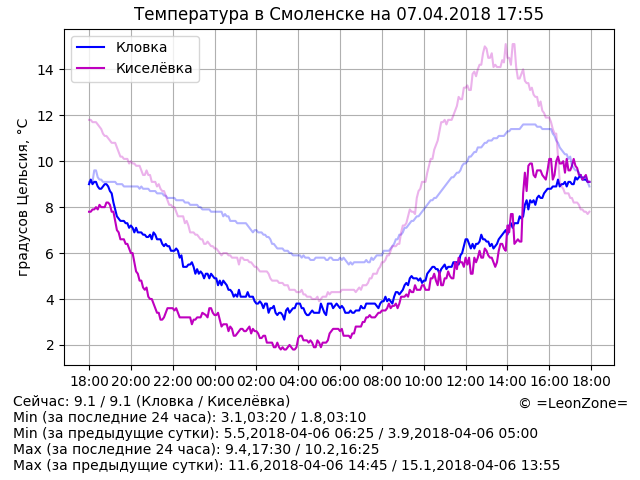 Температура в Смоленске на 07.04.2018 17:55
Кловка
Киселёвка
градусов Цельсия, °C
14
12
10
8
6
4
2
18:00 20:00 22:00 00:00 02:00 04:00 06:00 08:00 10:00 12:00 14:00 16:00 18:00
Сейчас: 9.1 / 9.1 (Кловка / Киселёвка)
© =LeonZone=
Min (за последние 24 часа): 3.1,03:20 / 1.8,03:10
Min (за предыдущие сутки): 5.5,2018-04-06 06:25 / 3.9,2018-04-06 05:00
Max (за последние 24 часа): 9.4,17:30 / 10.2,16:25
Max (за предыдущие сутки): 11.6,2018-04-06 14:45 / 15.1,2018-04-06 13:55